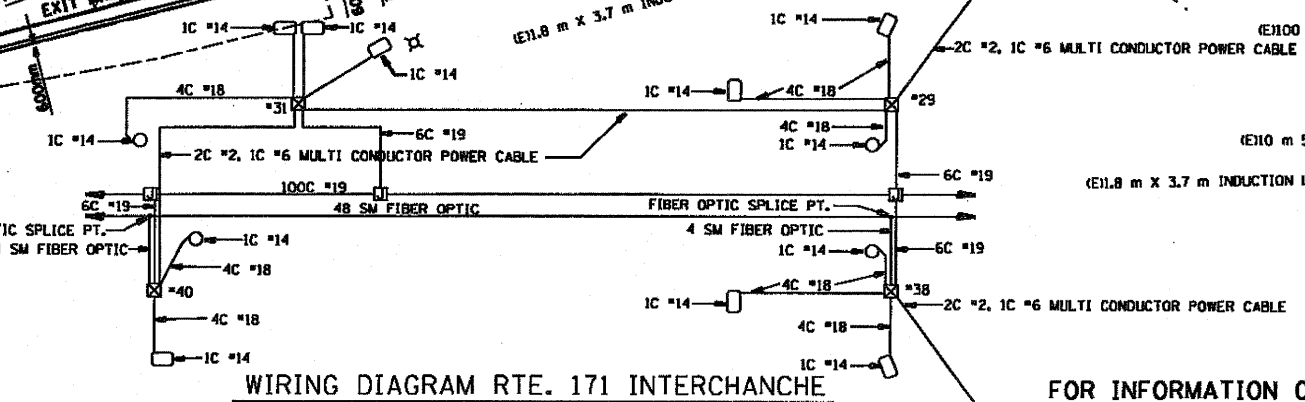 EXIT
600mm
60
1C #14
1C #14
1C #14
4C #18
#31
1C #14
6C #19
2C #2, 1C #6 MULTI CONDUCTOR POWER CABLE
(E)1.8 m X 3.7 m INDUC
1C #14
1C #14
4C #18
#29
4C #18
1C #14
2C #2, 1C #6 MULTI CONDUCTOR POWER CABLE
(E)100
(E)10 m 5
(E)1.8 m X 3.7 m INDUCTION L
6C #19
100C #19
6C #19
48 SM FIBER OPTIC
FIBER OPTIC SPLICE PT.
TIC SPLICE PT.
SM FIBER OPTIC
4 SM FIBER OPTIC
1C #14
4C #18
#40
4C #18
1C #14
1C #14
6C #19
4C #18
1C #14
#38
2C #2, 1C #6 MULTI CONDUCTOR POWER CABLE
4C #18
1C #14
WIRING DIAGRAM RTE. 171 INTERCHANCHE
FOR INFORMATION O